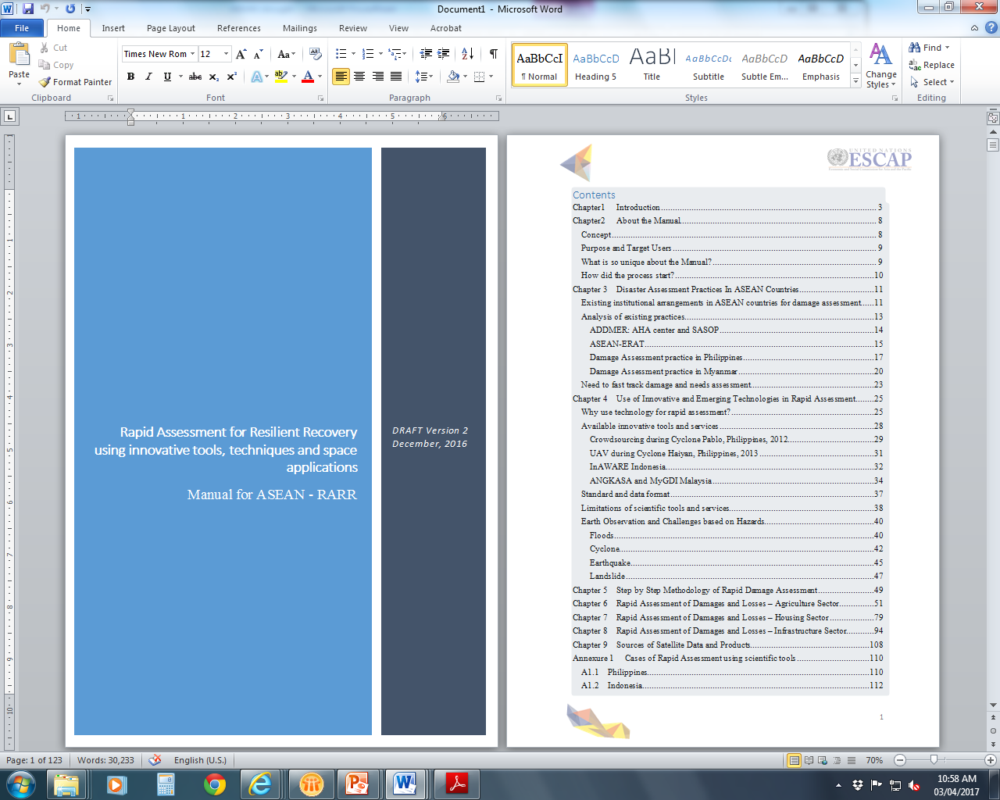 Document1 - Microsoft Word
File Home Insert Page Layout References Mailings Review View Acrobat
Paste
Cut
Copy
Format Painter
Clipboard
Times New Rom 12
Font
Paragraph
AaBbCcI AaBbCcD AaBl AaBbCcDc AaBbCcD AaBbCcD
¶ Normal Heading 5 Title Subtitle Subtle Em... Emphasis
Change Styles
Styles
Find
Replace
Select
Editing
Rapid Assessment for Resilient Recovery
using innovative tools, techniques and space
applications
Manual for ASEAN - RARR
DRAFT Version 2
December, 2016
UNITED NATIONS
ESCAP
Economic and Social Commission for Asia and the Pacific
Contents
Chapter1 Introduction 3
Chapter2 About the Manual 8
Concept 8
Purpose and Target Users 9
What is so unique about the Manual? 9
How did the process start? 10
Chapter 3 Disaster Assessment Practices In ASEAN Countries 11
Existing institutional arrangements in ASEAN countries for damage assessment 11
Analysis of existing practices 13
ADDMER: AHA center and SASOP 14
ASEAN-ERAT 15
Damage Assessment practice in Philippines 17
Damage Assessment practice in Myanmar 20
Need to fast track damage and needs assessment 23
Chapter 4 Use of Innovative and Emerging Technologies in Rapid Assessment 25
Why use technology for rapid assessment? 25
Available innovative tools and services 28
Crowdsourcing during Cyclone Pablo, Philippines, 2012 29
UAV during Cyclone Haiyan, Philippines, 2013 31
InAWARE Indonesia 32
ANGKASA and MyGDI Malaysia 34
Standard and data format 37
Limitations of scientific tools and services 38
Earth Observation and Challenges based on Hazards 40
Floods 40
Cyclone 42
Earthquake 45
Landslide 47
Chapter 5 Step by Step Methodology of Rapid Damage Assessment 49
Chapter 6 Rapid Assessment of Damages and Losses – Agriculture Sector 51
Chapter 7 Rapid Assessment of Damages and Losses – Housing Sector 79
Chapter 8 Rapid Assessment of Damages and Losses – Infrastructure Sector 94
Chapter 9 Sources of Satellite Data and Products 108
Annexure 1 Cases of Rapid Assessment using scientific tools 110
A1.1 Philippines 110
A1.2 Indonesia 112
1
Page: 1 of 123 Words: 30,233 English (U.S.) 70%
10:58 AM
03/04/2017